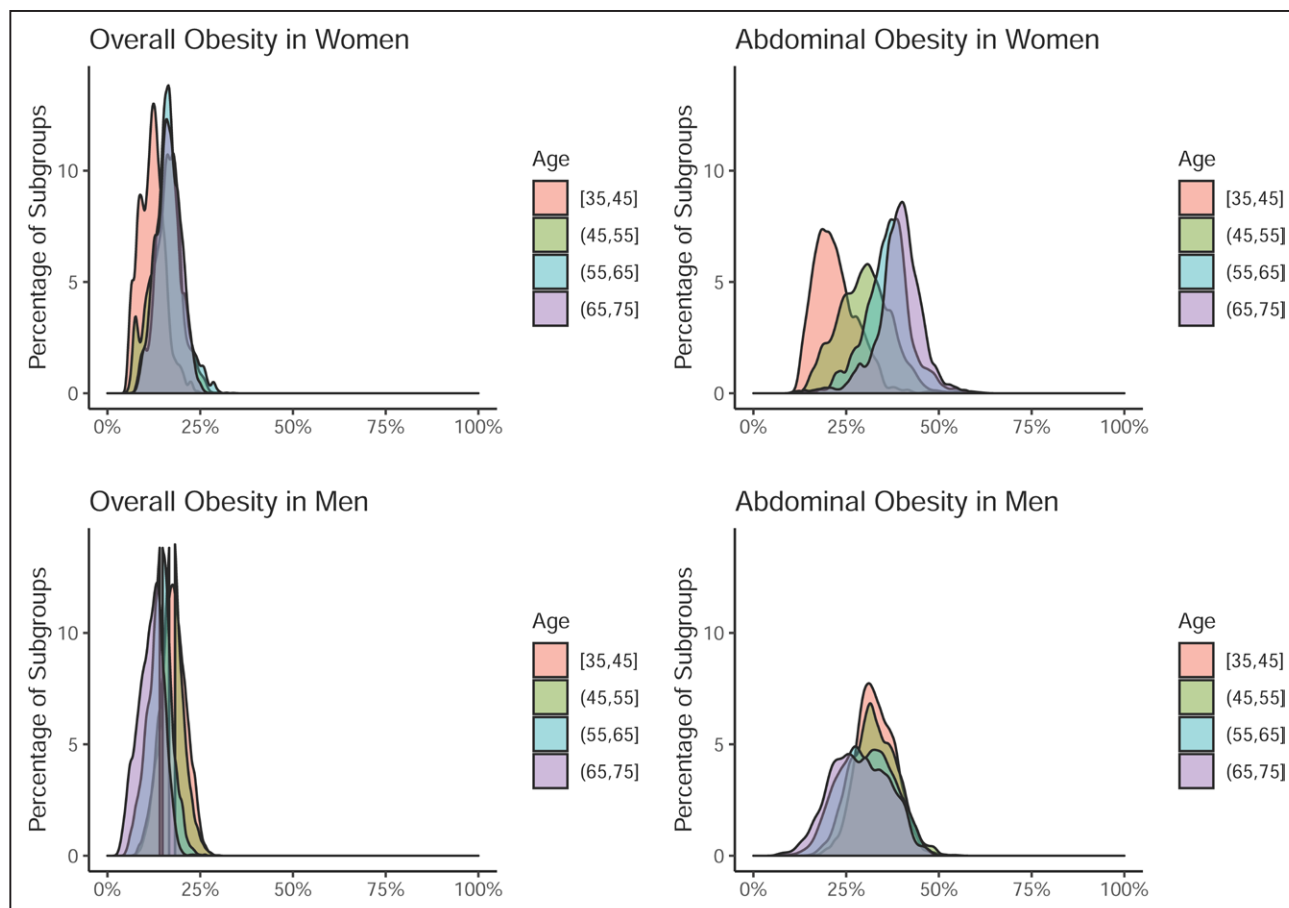 Overall Obesity in Women
Percentage of Subgroups
10
5
0
0% 25% 50% 75% 100%
Age
[35,45]
(45,55]
(55,65]
(65,75]
Abdominal Obesity in Women
Percentage of Subgroups
10
5
0
0% 25% 50% 75% 100%
Age
[35,45]
(45,55]
(55,65]
(65,75]
Overall Obesity in Men
Percentage of Subgroups
10
5
0
0% 25% 50% 75% 100%
Age
[35,45]
(45,55]
(55,65]
(65,75]
Abdominal Obesity in Men
Percentage of Subgroups
10
5
0
0% 25% 50% 75% 100%
Age
[35,45]
(45,55]
(55,65]
(65,75]